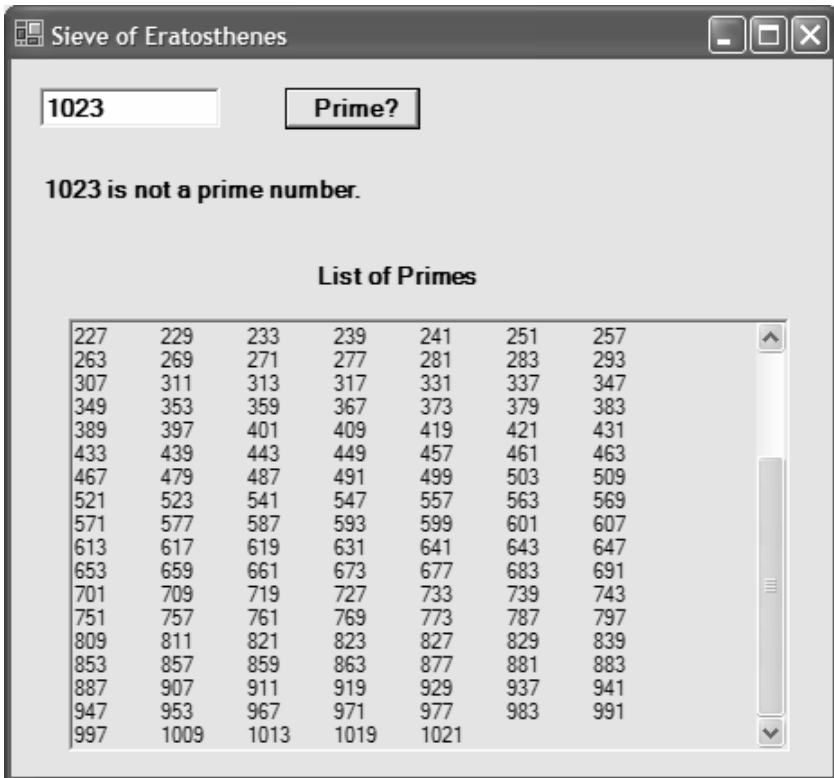 Sieve of Eratosthenes
1023 Prime?
1023 is not a prime number.
List of Primes
227 229 233 239 241 251 257
263 269 271 277 281 283 293
307 311 313 317 331 337 347
349 353 359 367 373 379 383
389 397 401 409 419 421 431
433 439 443 449 457 461 463
467 479 487 491 499 503 509
521 523 541 547 557 563 569
571 577 587 593 599 601 607
613 617 619 631 641 643 647
653 659 661 673 677 683 691
701 709 719 727 733 739 743
751 757 761 769 773 787 797
809 811 821 823 827 829 839
853 857 859 863 877 881 883
887 907 911 919 929 937 941
947 953 967 971 977 983 991
997 1009 1013 1019 1021